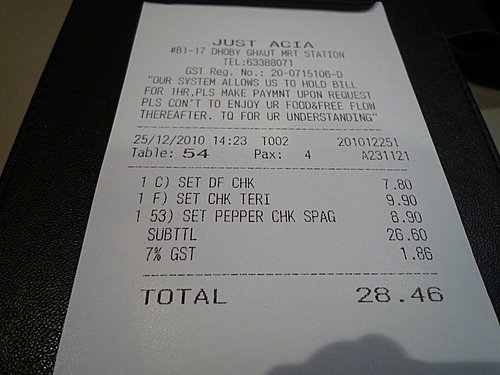 JUST ACIA
#B1-17 DHOBY GHAUT MRT STATION
TEL:63388071
GST Reg. No.: 20-0715106-D
"OUR SYSTEM ALLOWS US TO HOLD BILL
FOR 1HR,PLS MAKE PAYMNT UPON REQUEST
PLS CON'T TO ENJOY UR FOOD&FREE FLOW
THEREAFTER. TQ FOR UR UNDERSTANDING"
25/12/2010 14:23 T002 201012251
Table: 54 Pax: 4 A231121
1 C) SET DF CHK 7.80
1 F) SET CHK TERI 9.90
1 53) SET PEPPER CHK SPAG 8.90
SUBTTL 26.60
7% GST 1.86
TOTAL 28.46